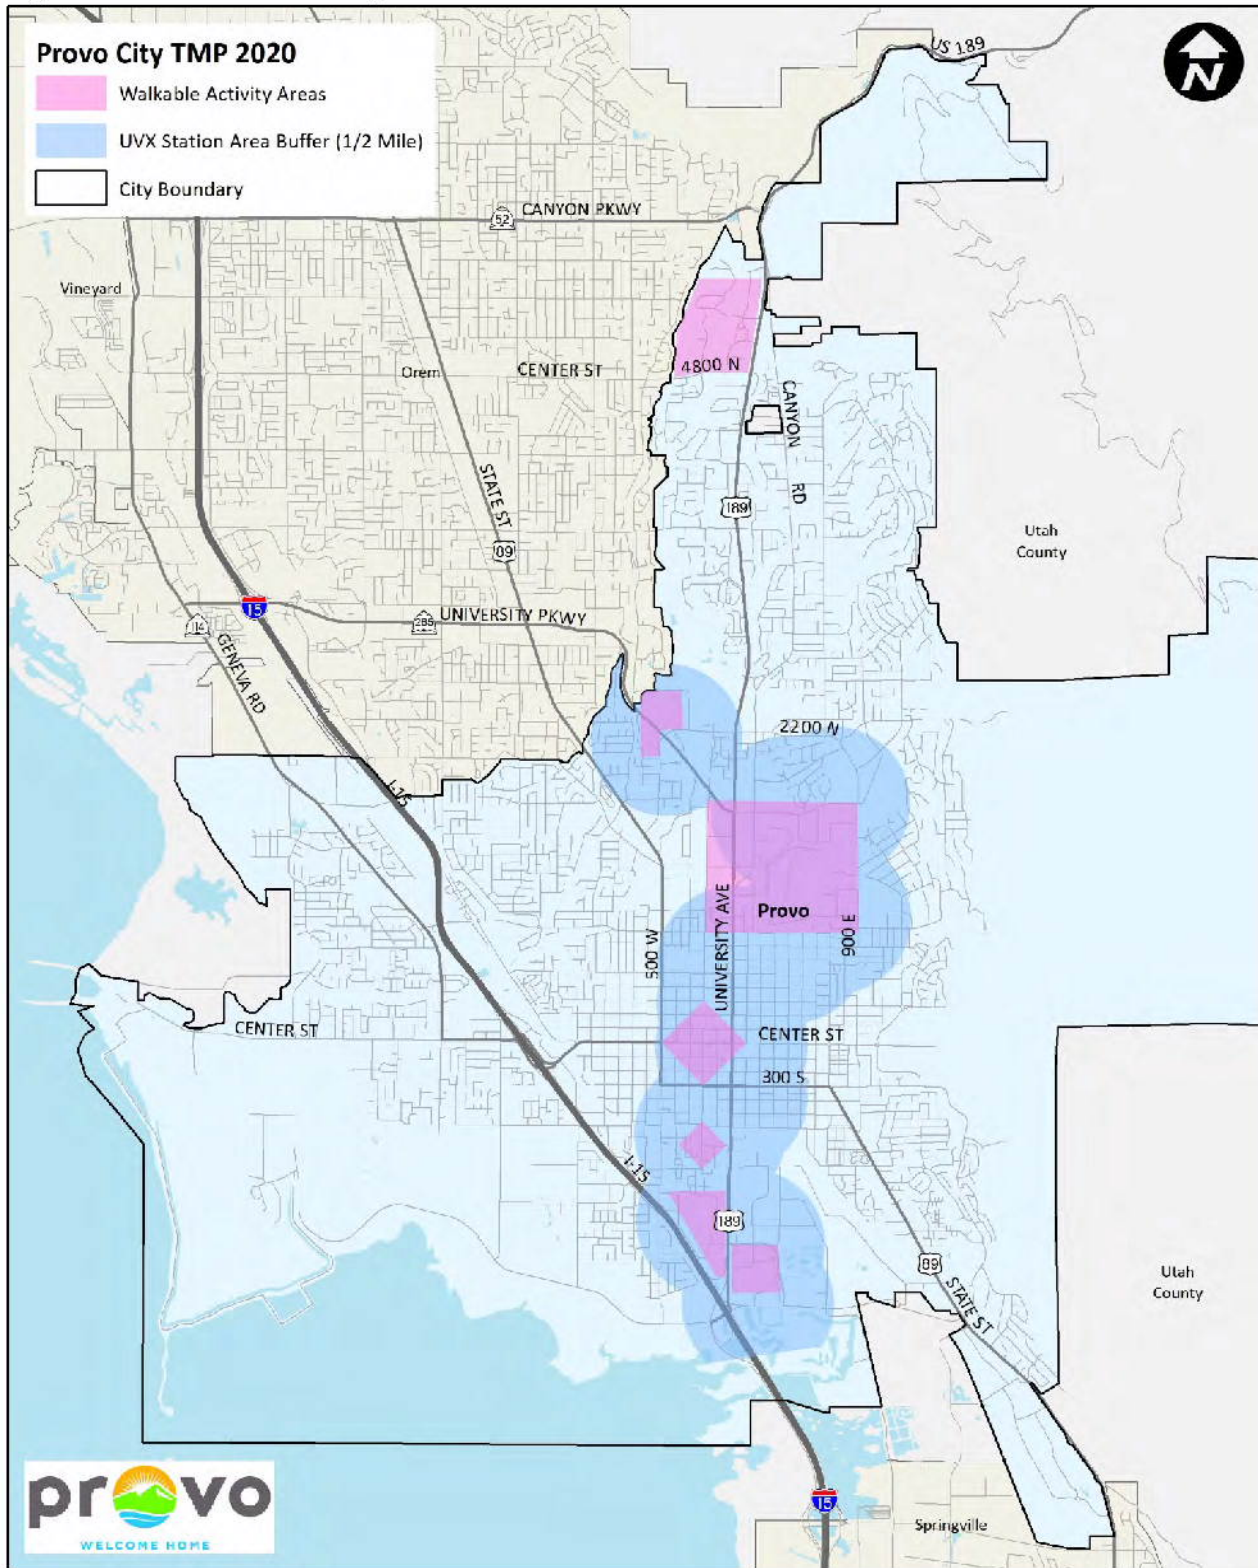 Provo City TMP 2020
Walkable Activity Areas
UVX Station Area Buffer (1/2 Mile)
City Boundary
N
US 189
52
CANYON PKWY
Vineyard
4800 N
Orem
CENTER ST
CANYON
RD
STATE ST
189
Utah
County
89
15
UNIVERSITY PKWY
265
114
GENEVA RD
2200 N
I-15
Provo
UNIVERSITY AVE
900 E
500 W
CENTER ST
CENTER ST
300 S
I-15
189
89
STATE ST
Utah
County
provo
WELCOME HOME
15
Springville